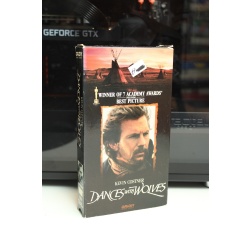 GEFORCE GTX
WINNER OF 7 ACADEMY AWARDS
BEST PICTURE
KEVIN COSTNER
DANCES WITH WOLVES